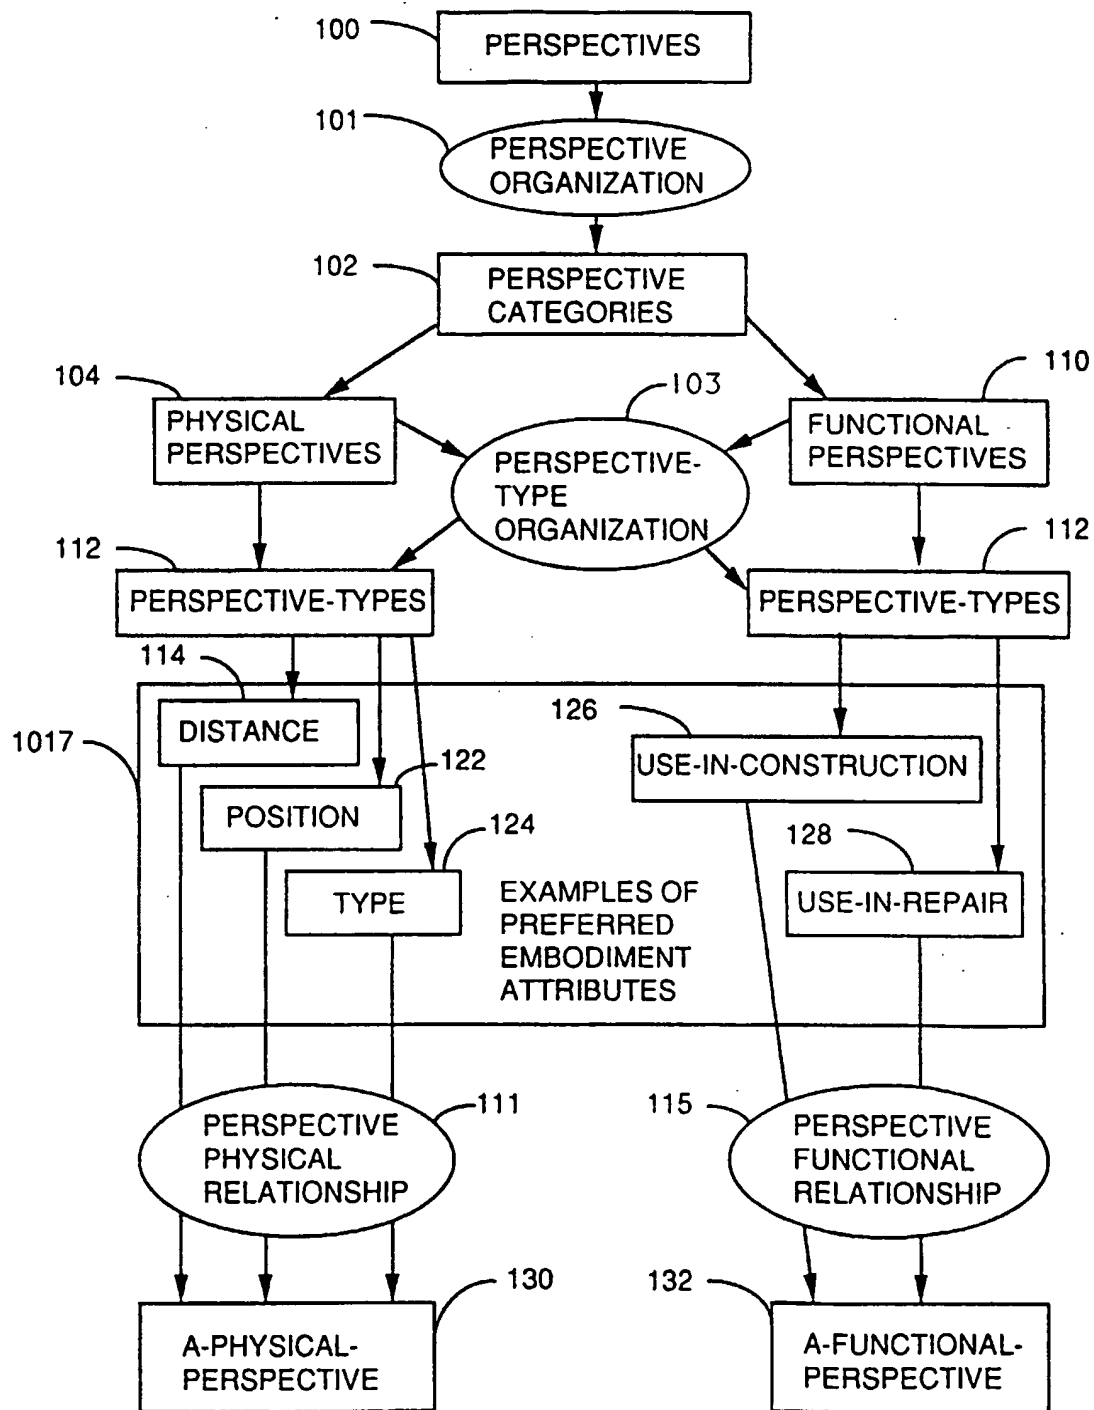 100
PERSPECTIVES
101
PERSPECTIVE
ORGANIZATION
102
PERSPECTIVE
CATEGORIES
104
103
110
PHYSICAL
PERSPECTIVES
FUNCTIONAL
PERSPECTIVES
PERSPECTIVE-
TYPE
ORGANIZATION
112
112
PERSPECTIVE-TYPES
PERSPECTIVE-TYPES
114
DISTANCE
126
1017
USE-IN-CONSTRUCTION
122
POSITION
124
128
TYPE
USE-IN-REPAIR
EXAMPLES OF
PREFERRED
EMBODIMENT
ATTRIBUTES
111
115
PERSPECTIVE
PHYSICAL
RELATIONSHIP
PERSPECTIVE
FUNCTIONAL
RELATIONSHIP
130
132
A-PHYSICAL-
PERSPECTIVE
A-FUNCTIONAL-
PERSPECTIVE